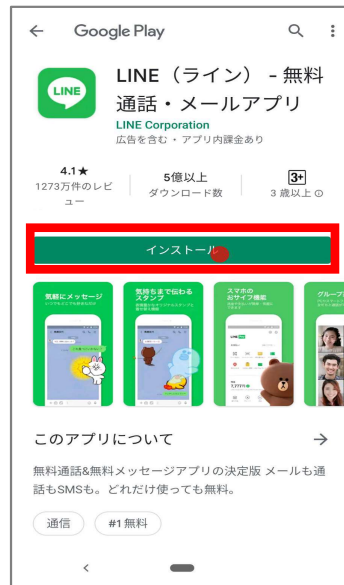 Google Play
LINE
LINE（ライン） - 無料
通話・メールアプリ
LINE Corporation
広告を含む・アプリ内課金あり
4.1★
1273万件のレビ
ュー
5億以上
ダウンロード数
3+
3 歳以上
インストール
気軽にメッセージ
気持ちまで伝わる
スタンプ
スマホの
おサイフ機能
グループ
このアプリについて
無料通話&無料メッセージアプリの決定版 メールも通
話もSMSも。どれだけ使っても無料。
通信
#1 無料